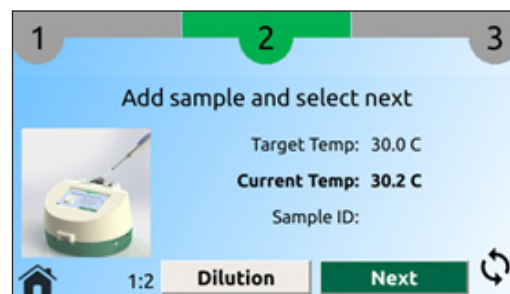 1 2 3
Add sample and select next
Target Temp: 30.0 C
Current Temp: 30.2 C
Sample ID:
1:2 Dilution Next